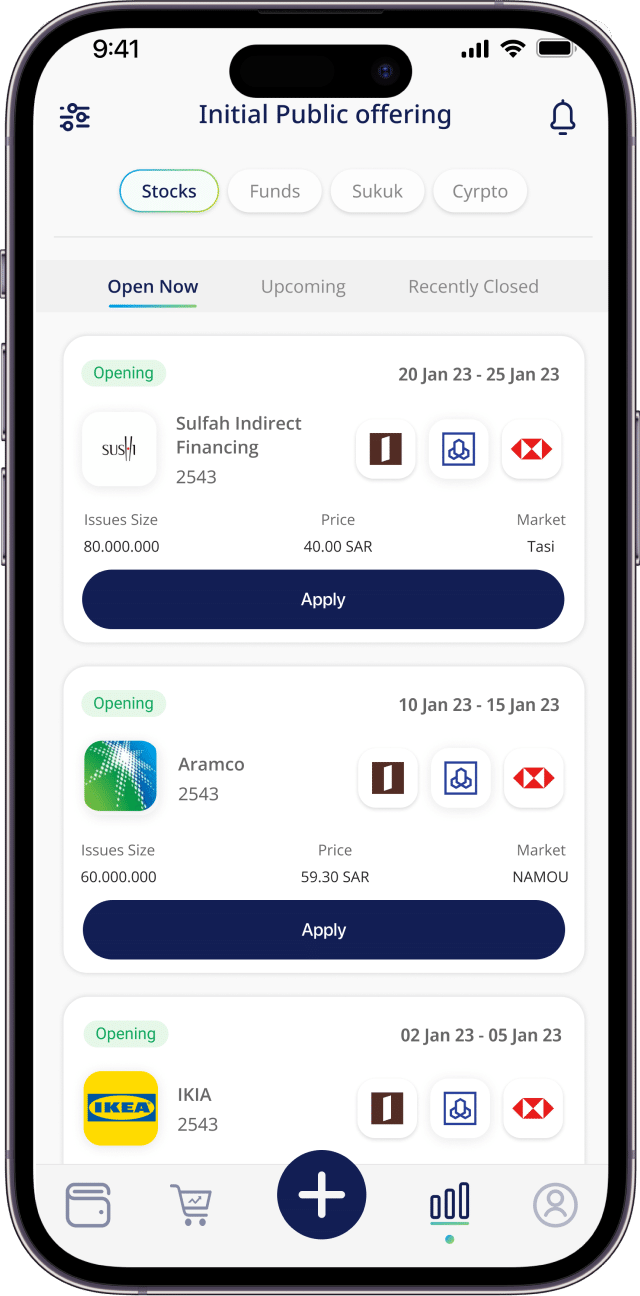 9:41
Initial Public offering
Stocks Funds Sukuk Cyrpto
Open Now Upcoming Recently Closed
Opening 20 Jan 23 - 25 Jan 23
SUSHI
Sulfah Indirect
Financing
2543
Issues Size Price Market
80.000.000 40.00 SAR Tasi
Apply
Opening 10 Jan 23 - 15 Jan 23
Aramco
2543
Issues Size Price Market
60.000.000 59.30 SAR NAMOU
Apply
Opening 02 Jan 23 - 05 Jan 23
IKEA
IKIA
2543